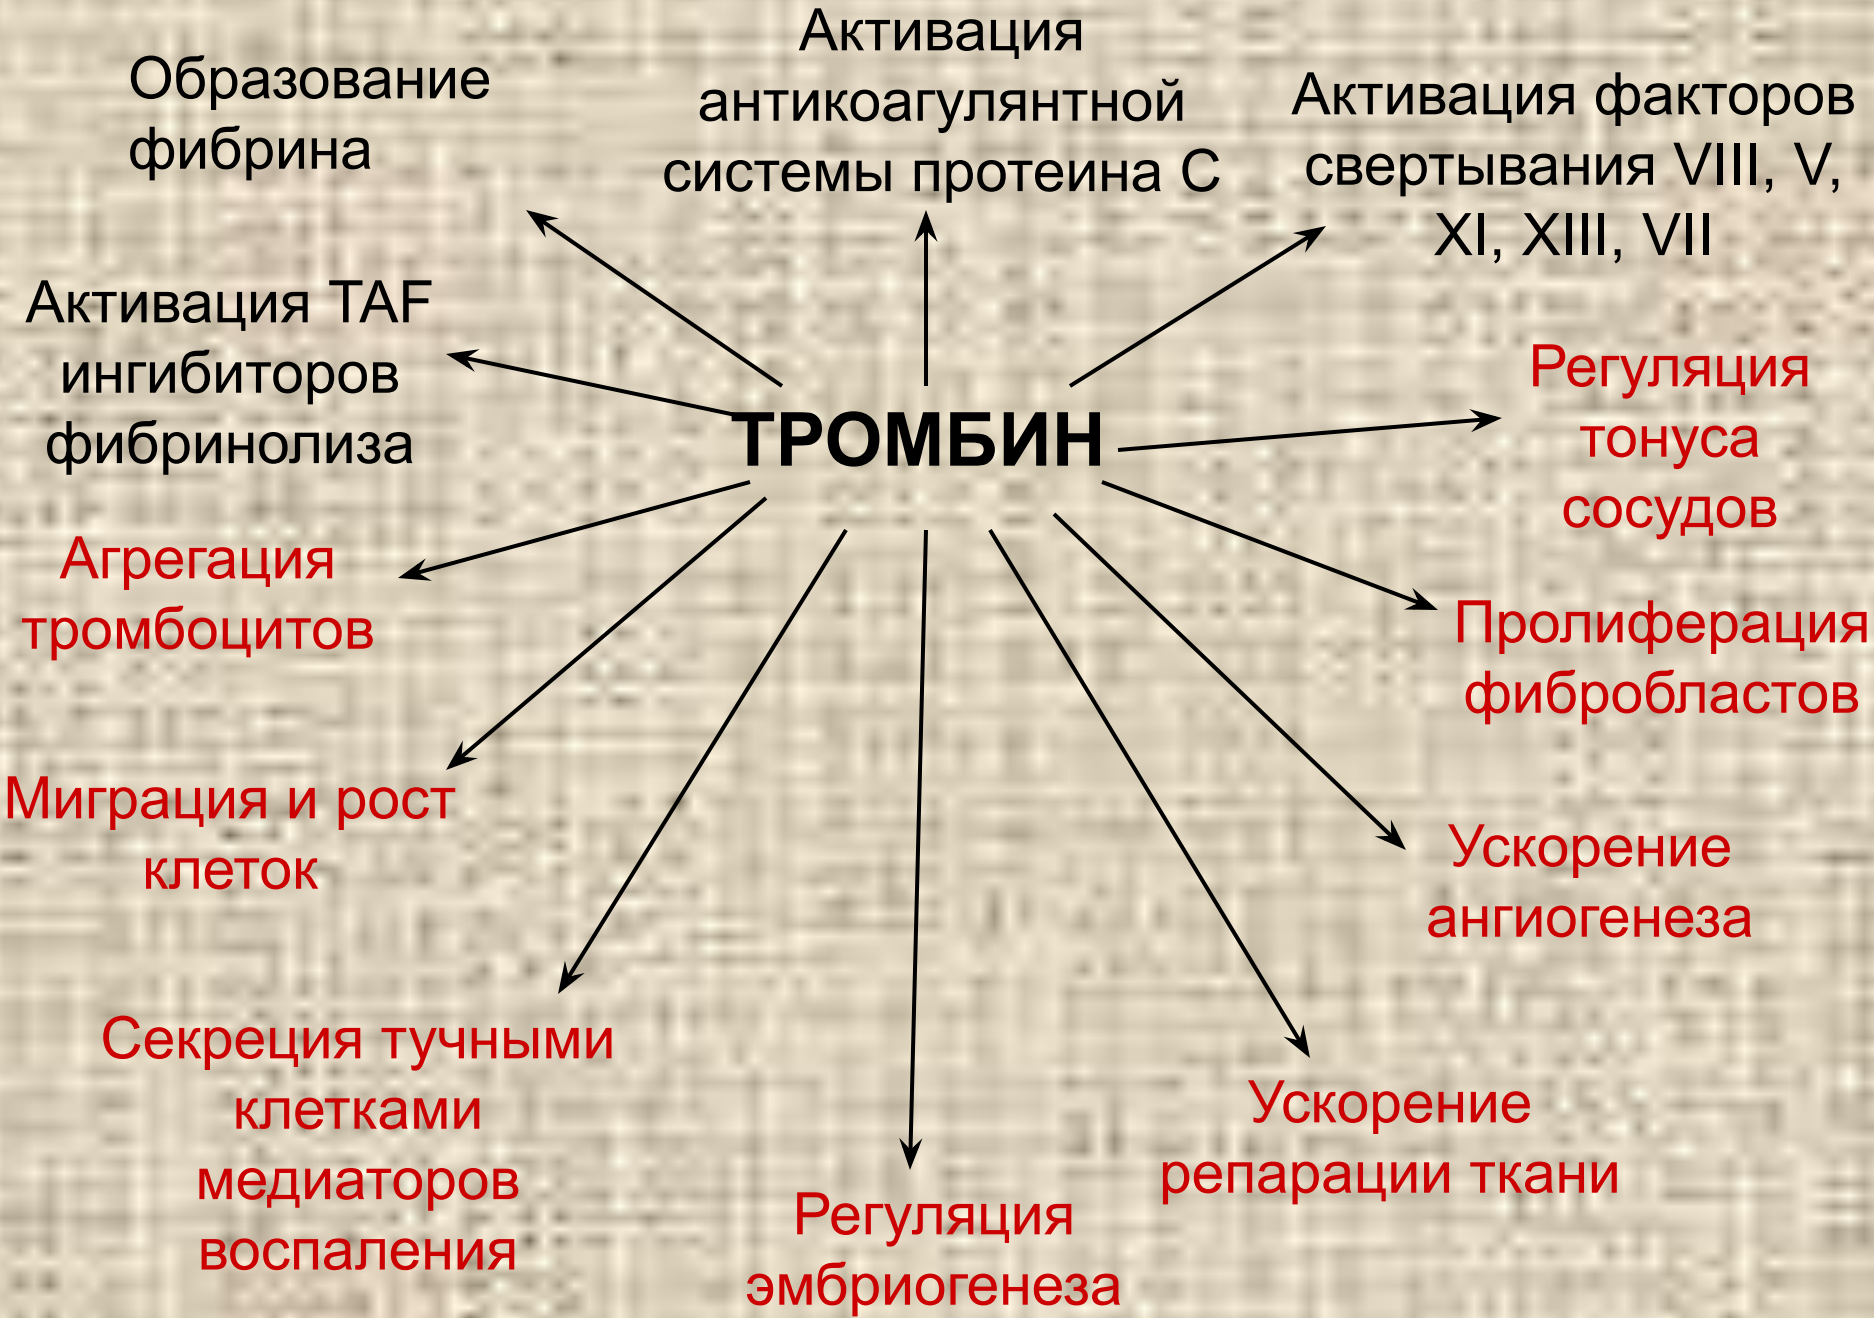 Образование
фибрина
Активация
антикоагулянтной
системы протеина С
Активация факторов
свертывания VIII, V,
XI, XIII, VII
Активация TAF
ингибиторов
фибринолиза
ТРОМБИН
Регуляция
тонуса
сосудов
Агрегация
тромбоцитов
Пролиферация
фибробластов
Миграция и рост
клеток
Ускорение
ангиогенеза
Секреция тучными
клетками
медиаторов
воспаления
Регуляция
эмбриогенеза
Ускорение
репарации ткани